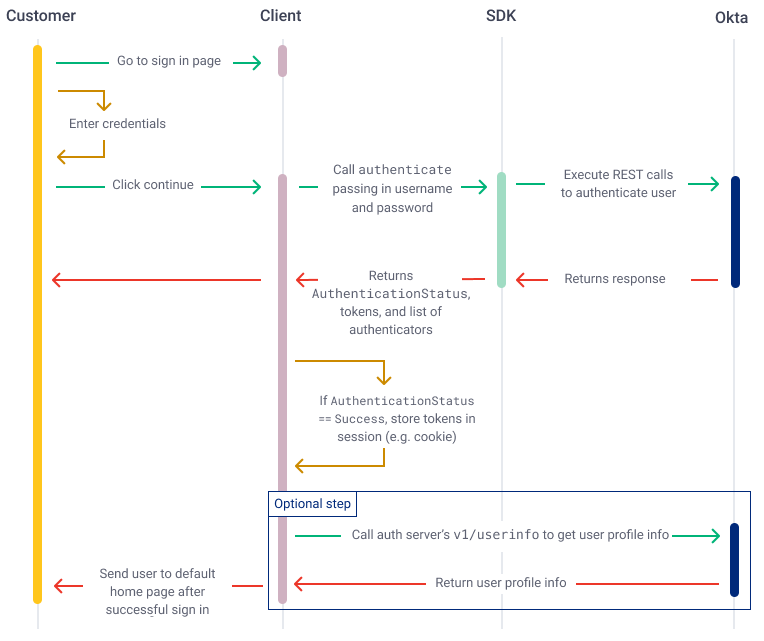 Customer
Client
SDK
Okta
Go to sign in page
Enter credentials
Click continue
Call authenticate
passing in username
and password
Execute REST calls
to authenticate user
Returns response
Returns
AuthenticationStatus,
tokens, and list of
authenticators
If AuthenticationStatus
== Success, store tokens in
session (e.g. cookie)
Optional step
Call auth server’s v1/userinfo to get user profile info
Return user profile info
Send user to default
home page after
successful sign in